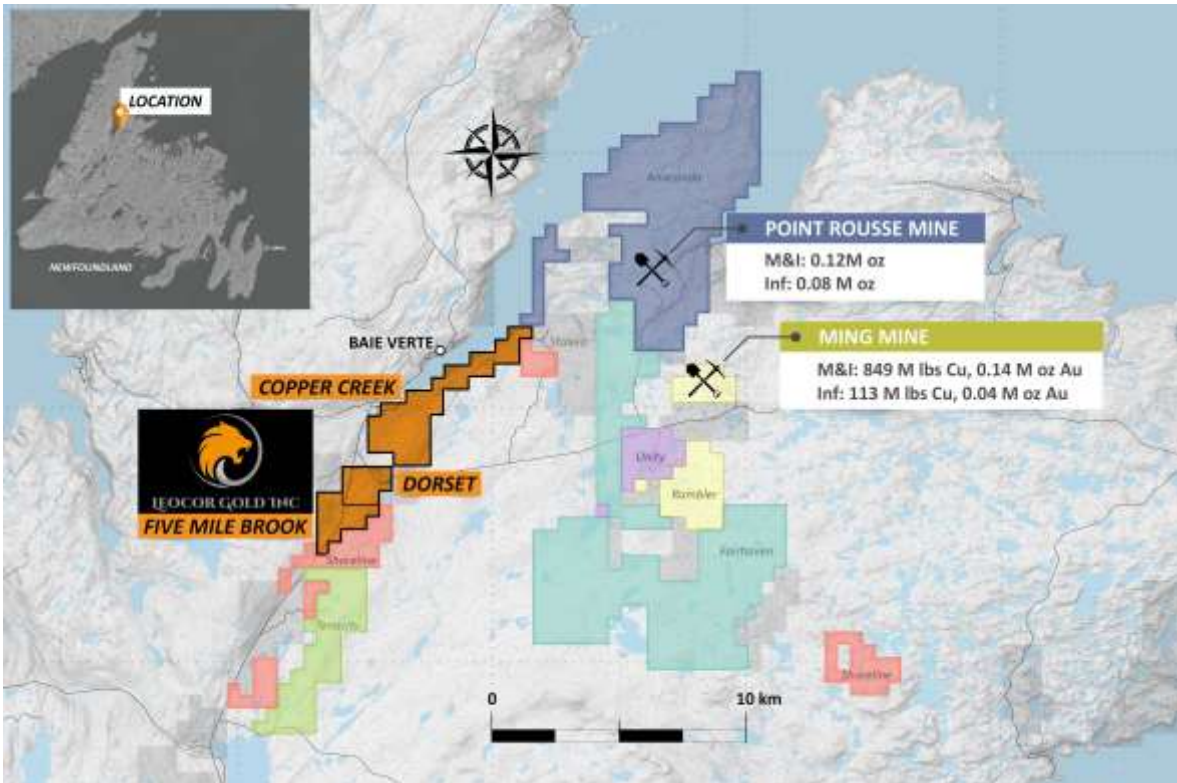 LOCATION
NEWFOUNDLAND
Anaconda
POINT ROUSSE MINE
M&I: 0.12M oz
Inf: 0.08 M oz
BAIE VERTE
MING MINE
M&I: 849 M lbs Cu, 0.14 M oz Au
Inf: 113 M lbs Cu, 0.04 M oz Au
COPPER CREEK
LEOCOR GOLD INC
DORSET
FIVE MILE BROOK
Unity
Rambler
Fairhaven
Shoreline
Shoreline
0
10 km